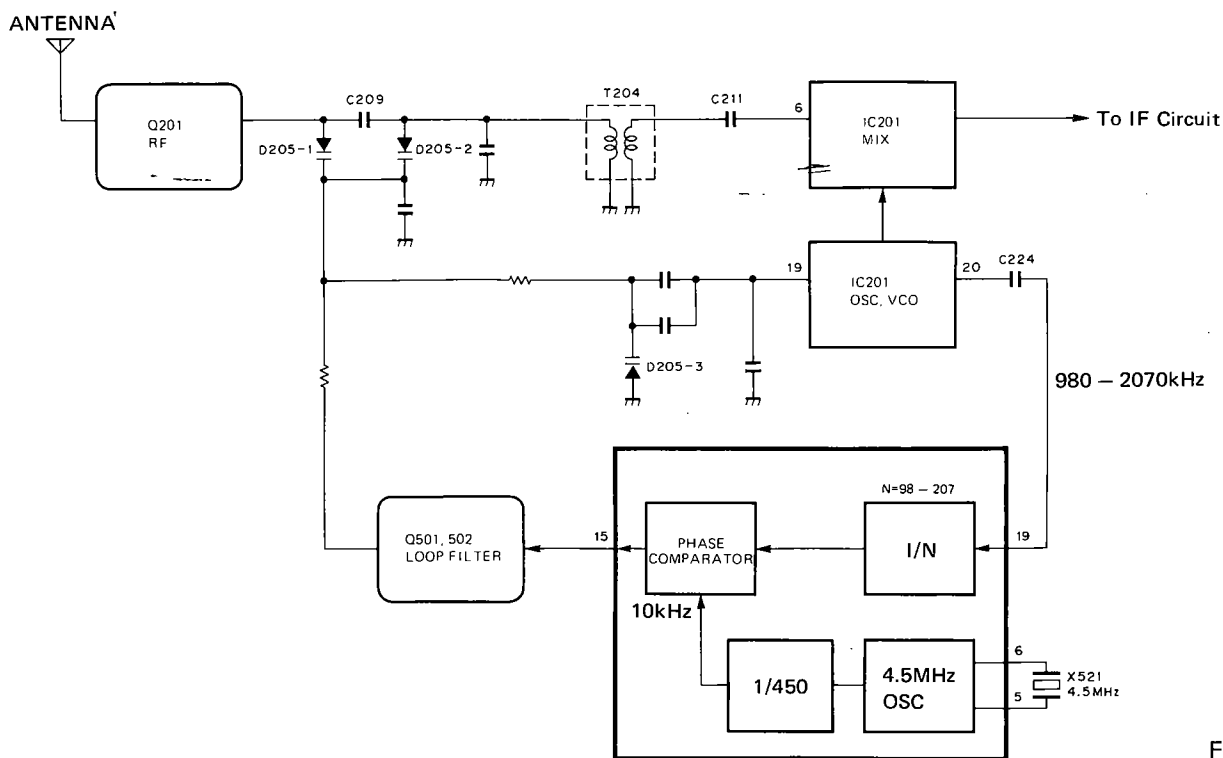 ANTENNA'
Q201
RF
C209
D205-1
D205-2
T204
C211
6
IC201
MIX
To IF Circuit
19
IC201
OSC, VCO
20
C224
D205-3
980 – 2070kHz
N=98 – 207
Q501, 502
LOOP FILTER
15
PHASE
COMPARATOR
I/N
19
10kHz
1/450
4.5MHz
OSC
6
5
X521
4.5MHz
F